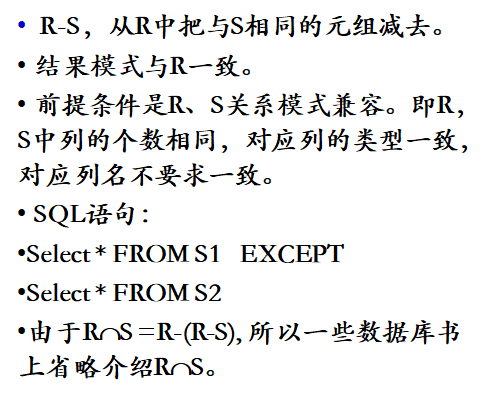 • R-S，从R中把与S相同的元组减去。
• 结果模式与R一致。
• 前提条件是R、S关系模式兼容。即R，
S中列的个数相同，对应列的类型一致，
对应列名不要求一致。
• SQL语句：
•Select * FROM S1 EXCEPT
•Select * FROM S2
•由于R∩S =R-(R-S), 所以一些数据库书
上省略介绍R∩S。